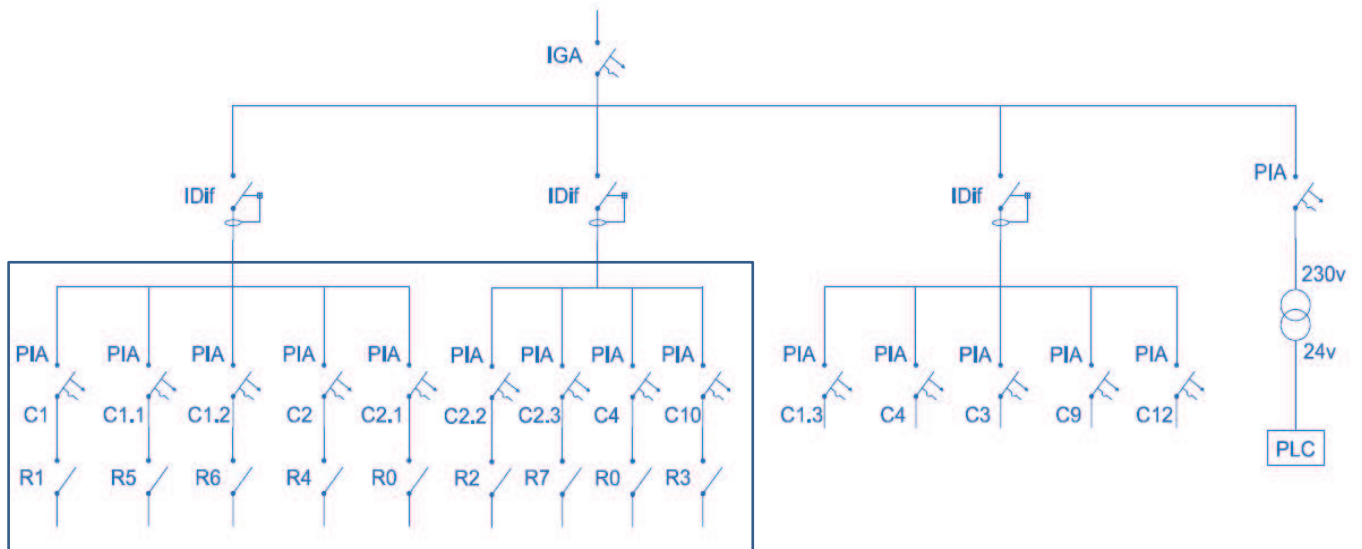 IGA
IDif IDif IDif PIA
230v
24v
PIA PIA PIA PIA PIA PIA PIA PIA PIA PIA PIA PIA PIA PIA
C1 C1.1 C1.2 C2 C2.1 C2.2 C2.3 C4 C10 C1.3 C4 C3 C9 C12
R1 R5 R6 R4 R0 R2 R7 R0 R3 PLC